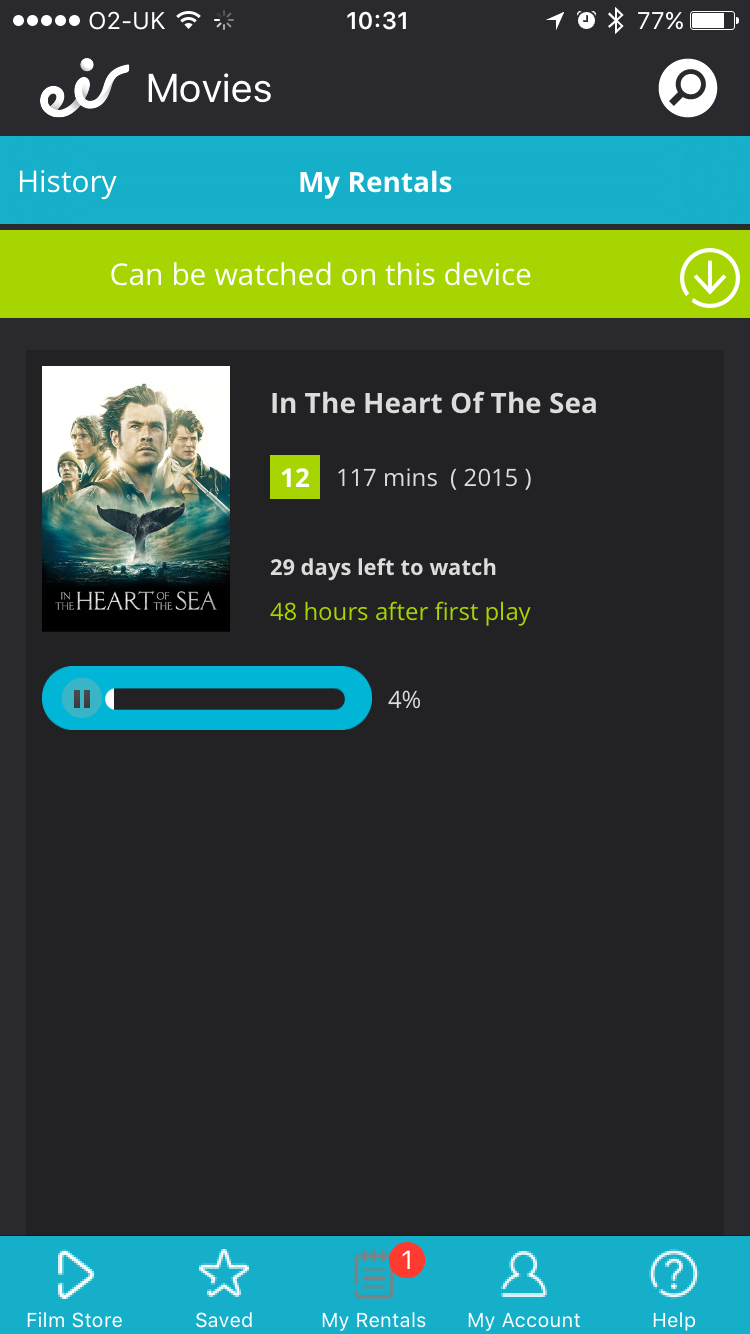 O2-UK 10:31 77%
eir Movies
History My Rentals
Can be watched on this device
IN THE HEART OF THE SEA
In The Heart Of The Sea
12 117 mins ( 2015 )
29 days left to watch
48 hours after first play
4%
1
Film Store Saved My Rentals My Account Help